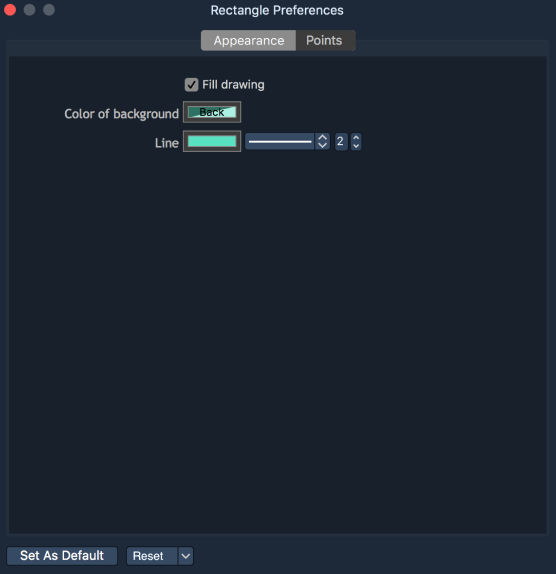 Rectangle Preferences
Appearance Points
Fill drawing
Color of background Back
Line 2
Set As Default Reset